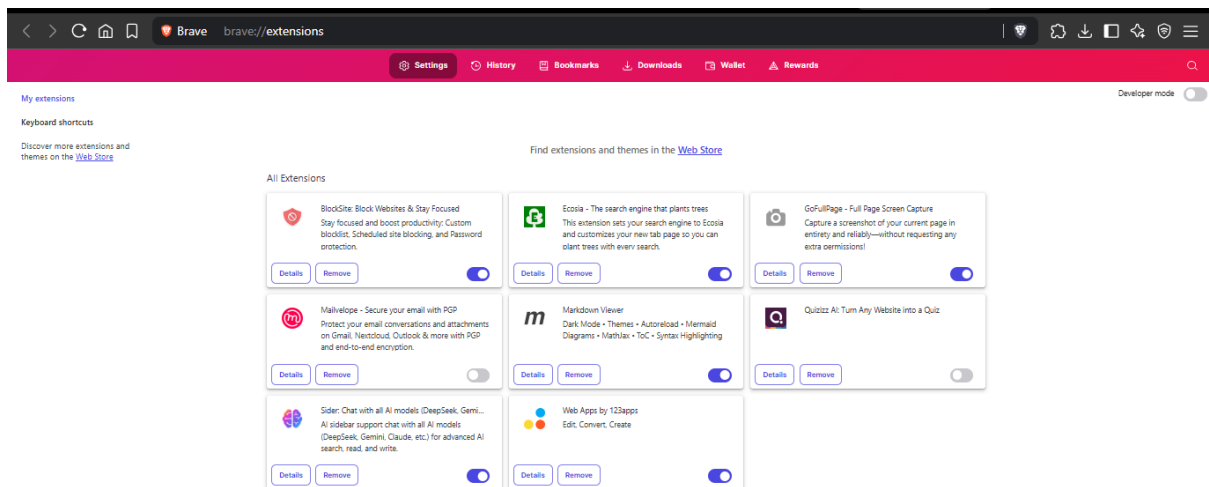 Brave brave://extensions
Settings History Bookmarks Downloads Wallet Rewards
My extensions
Developer mode
Keyboard shortcuts
Discover more extensions and
themes on the Web Store
Find extensions and themes in the Web Store
All Extensions
BlockSite: Block Websites & Stay Focused
Stay focused and boost productivity: Custom
blocklist, Scheduled site blocking, and Password
protection.
Details Remove
Ecosia - The search engine that plants trees
This extension sets your search engine to Ecosia
and customizes your new tab page so you can
plant trees with every search.
Details Remove
GoFullPage - Full Page Screen Capture
Capture a screenshot of your current page in
entirety and reliably—without requesting any
extra permissions!
Details Remove
Mailvelope - Secure your email with PGP
Protect your email conversations and attachments
on Gmail, Nextcloud, Outlook & more with PGP
and end-to-end encryption.
Details Remove
m
Markdown Viewer
Dark Mode • Themes • Autoreload • Mermaid
Diagrams • MathJax • ToC • Syntax Highlighting
Details Remove
Quizizz AI: Turn Any Website into a Quiz
Details Remove
Sider: Chat with all AI models (DeepSeek, Gemi...
AI sidebar support chat with all AI models
(DeepSeek, Gemini, Claude, etc.) for advanced AI
search, read, and write.
Details Remove
Web Apps by 123apps
Edit, Convert, Create
Details Remove